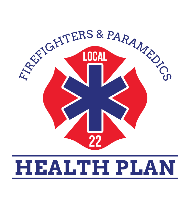 FIREFIGHTERS & PARAMEDICS
LOCAL
22
HEALTH PLAN